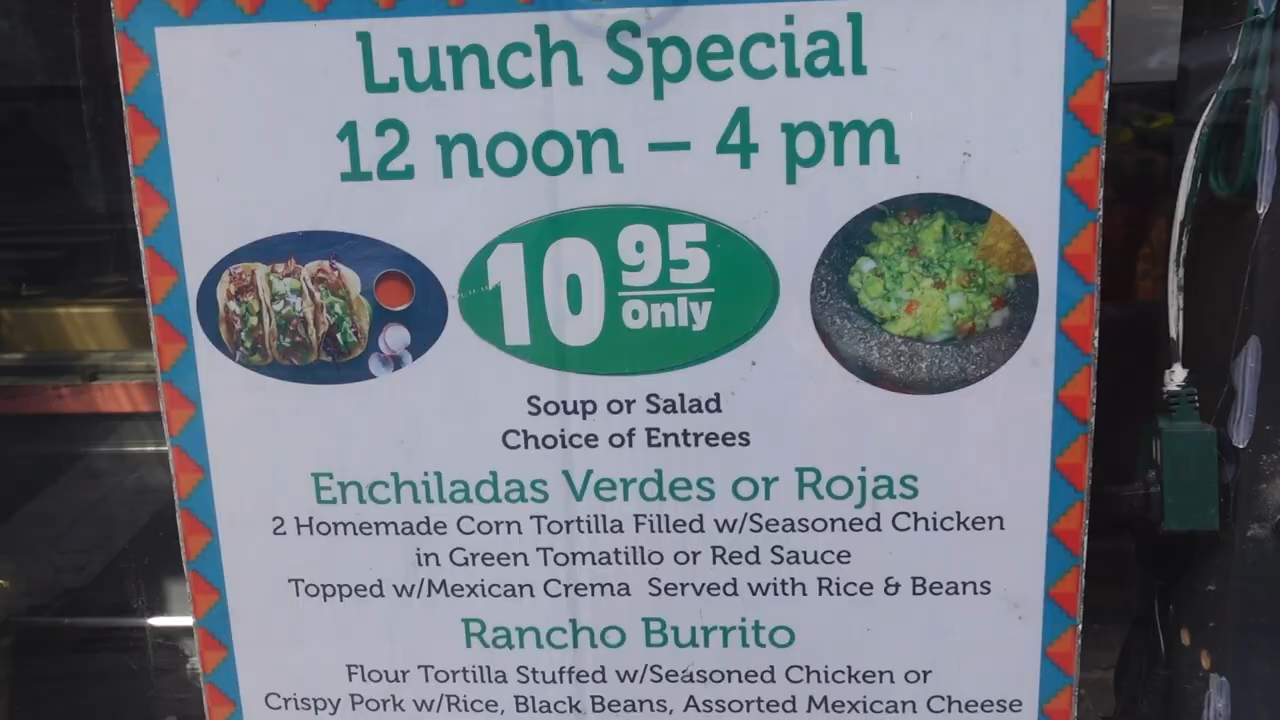 Lunch Special
12 noon – 4 pm
10 95
Only
Soup or Salad
Choice of Entrees
Enchiladas Verdes or Rojas
2 Homemade Corn Tortilla Filled w/Seasoned Chicken
in Green Tomatillo or Red Sauce
Topped w/Mexican Crema Served with Rice & Beans
Rancho Burrito
Flour Tortilla Stuffed w/Seasoned Chicken or
Crispy Pork w/Rice, Black Beans, Assorted Mexican Cheese